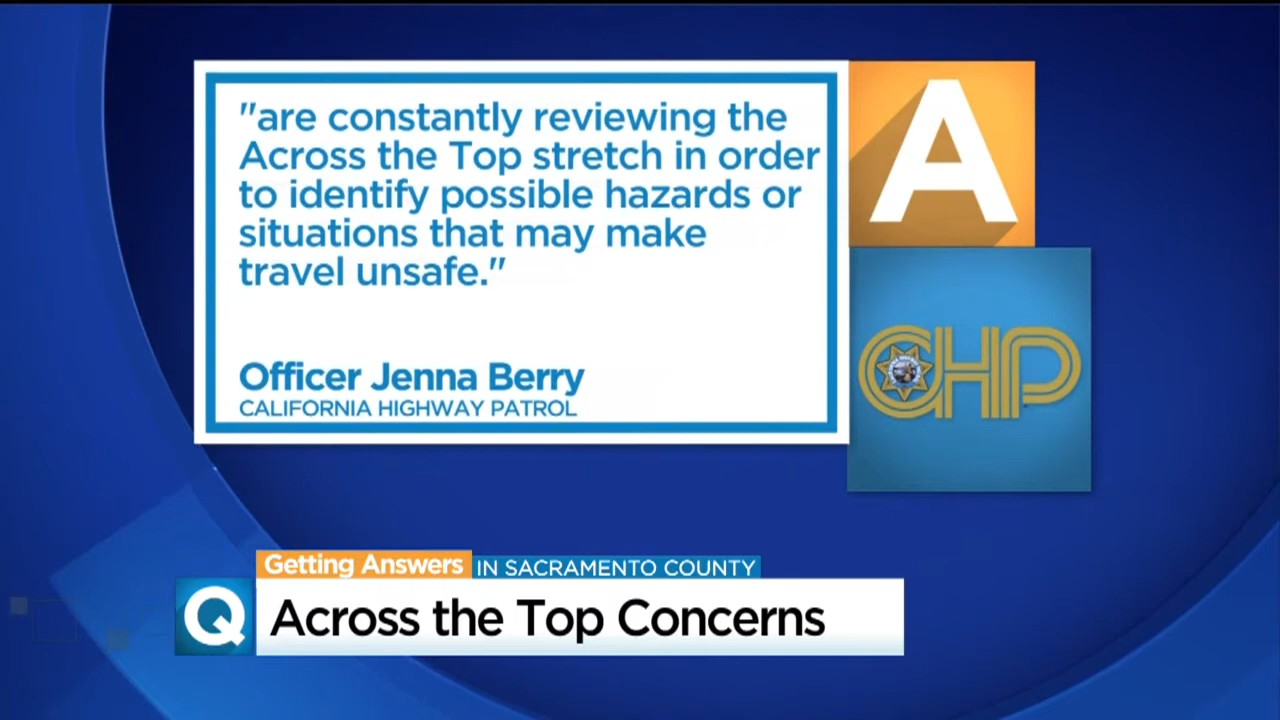 "are constantly reviewing the
Across the Top stretch in order
to identify possible hazards or
situations that may make
travel unsafe."
Officer Jenna Berry
CALIFORNIA HIGHWAY PATROL
A
CHP
Getting Answers IN SACRAMENTO COUNTY
Q Across the Top Concerns